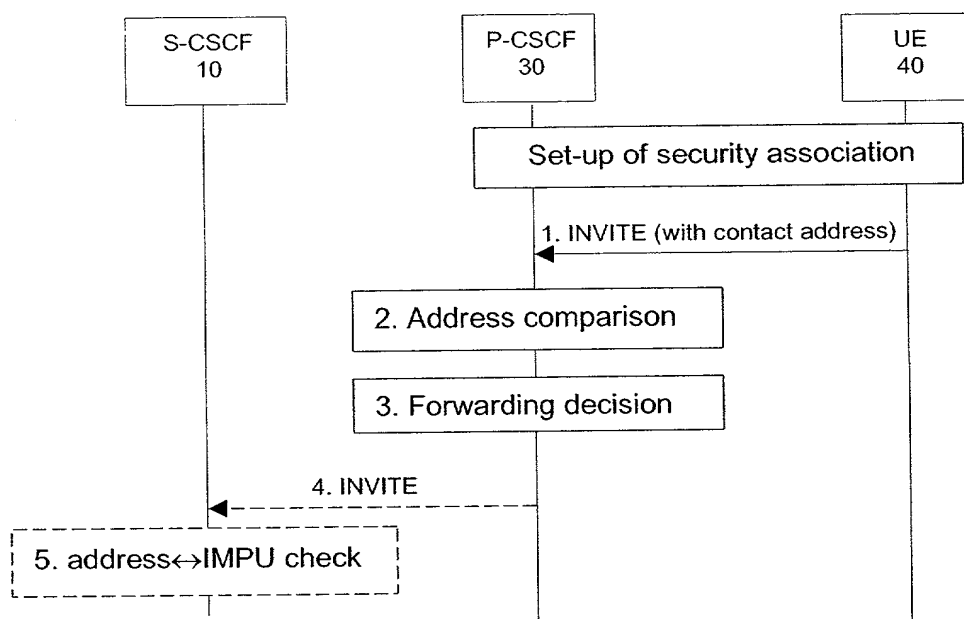 S-CSCF
10
P-CSCF
30
UE
40
Set-up of security association
1. INVITE (with contact address)
2. Address comparison
3. Forwarding decision
4. INVITE
5. address↔IMPU check